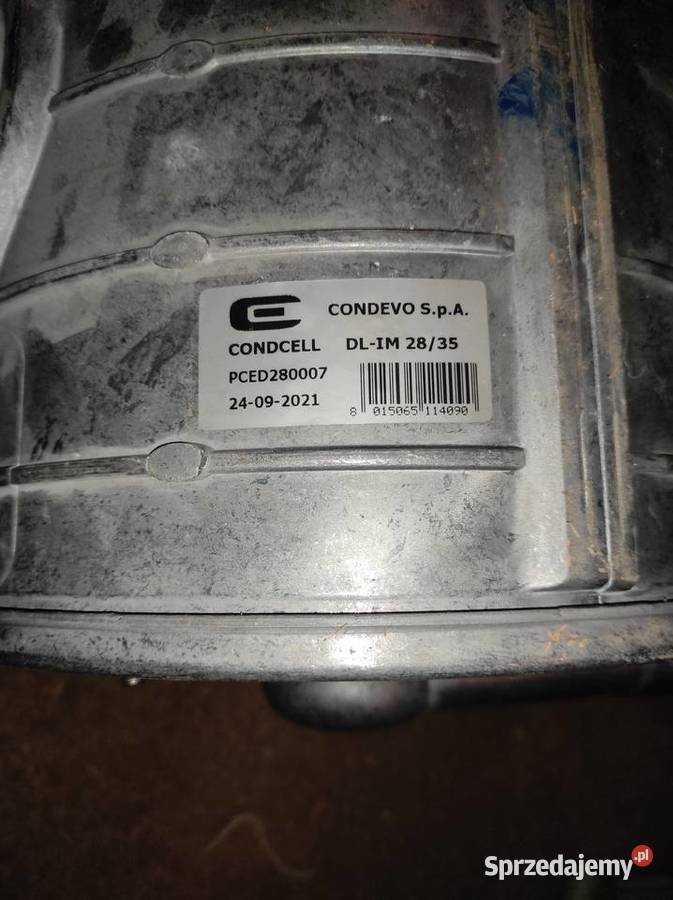 CONDEVO S.p.A.
CONDCELL DL-IM 28/35
PCED280007
24-09-2021
8 015065 114090
Sprzedajemy.pl